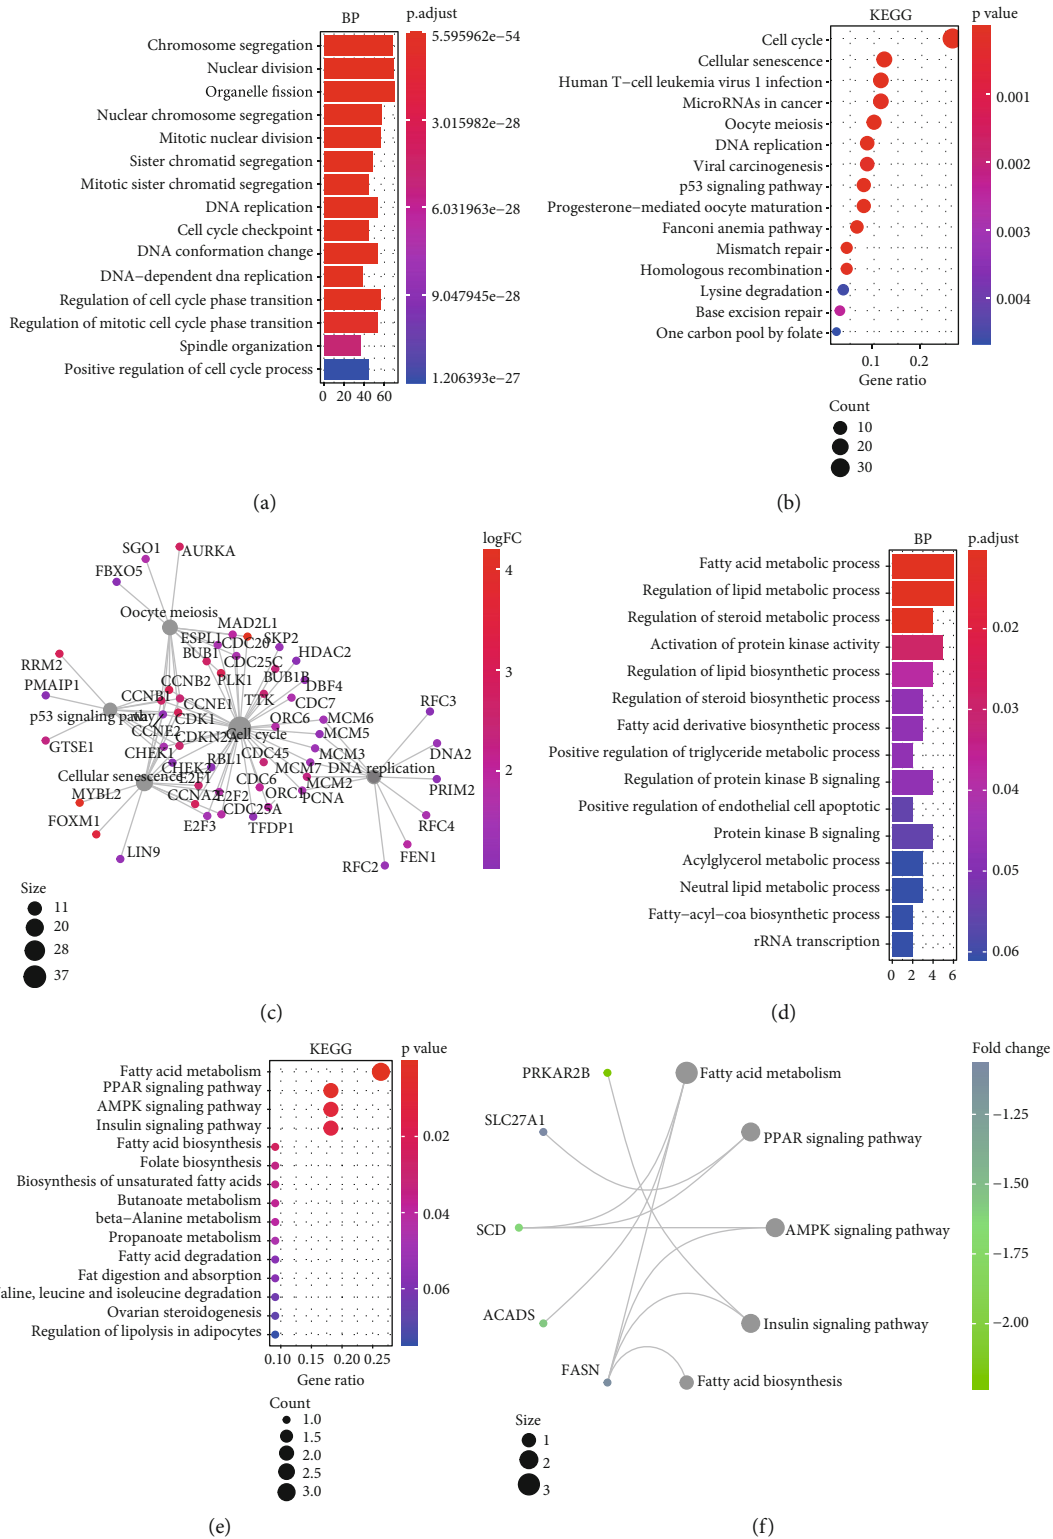 BP
p.adjust
Chromosome segregation
Nuclear division
Organelle fission
Nuclear chromosome segregation
Mitotic nuclear division
Sister chromatid segregation
Mitotic sister chromatid segregation
DNA replication
Cell cycle checkpoint
DNA conformation change
DNA−dependent dna replication
Regulation of cell cycle phase transition
Regulation of mitotic cell cycle phase transition
Spindle organization
Positive regulation of cell cycle process
0 20 40 60
5.595962e−54
3.015982e−28
6.031963e−28
9.047945e−28
1.206393e−27
(a)
KEGG
p value
Cell cycle
Cellular senescence
Human T−cell leukemia virus 1 infection
MicroRNAs in cancer
Oocyte meiosis
DNA replication
Viral carcinogenesis
p53 signaling pathway
Progesterone−mediated oocyte maturation
Fanconi anemia pathway
Mismatch repair
Homologous recombination
Lysine degradation
Base excision repair
One carbon pool by folate
0.1 0.2
Gene ratio
0.001
0.002
0.003
0.004
Count
10
20
30
(b)
logFC
4
3
2
SGO1
AURKA
FBXO5
Oocyte meiosis
MAD2L1
ESPL1
CDC20
SKP2
BUB1
CDC25C
HDAC2
RRM2
CCNB2
PLK1
BUB1B
DBF4
PMAIP1
CCNB1
CCNE1
TTK
CDC7
RFC3
p53 signaling pathway
CDK1
ORC6
MCM6
CCNE2
CDKN2A
Cell cycle
MCM5
GTSE1
CHEK1
RBL1
CDC45
MCM3
DNA2
CHEK2
MCM7
DNA replication
Cellular senescence
E2F1
CDC6
MCM2
PRIM2
MYBL2
CCNA2
E2F2
ORC1
PCNA
FOXM1
CDC25A
RFC4
E2F3
TFDP1
LIN9
FEN1
RFC2
Size
11
20
28
37
(c)
BP
p.adjust
Fatty acid metabolic process
Regulation of lipid metabolic process
Regulation of steroid metabolic process
Activation of protein kinase activity
Regulation of lipid biosynthetic process
Regulation of steroid biosynthetic process
Fatty acid derivative biosynthetic process
Positive regulation of triglyceride metabolic process
Regulation of protein kinase B signaling
Positive regulation of endothelial cell apoptotic
Protein kinase B signaling
Acylglycerol metabolic process
Neutral lipid metabolic process
Fatty−acyl−coa biosynthetic process
rRNA transcription
0 2 4 6
0.02
0.03
0.04
0.05
0.06
(d)
KEGG
p value
Fatty acid metabolism
PPAR signaling pathway
AMPK signaling pathway
Insulin signaling pathway
Fatty acid biosynthesis
Folate biosynthesis
Biosynthesis of unsaturated fatty acids
Butanoate metabolism
beta−Alanine metabolism
Propanoate metabolism
Fatty acid degradation
Fat digestion and absorption
aline, leucine and isoleucine degradation
Ovarian steroidogenesis
Regulation of lipolysis in adipocytes
0.10 0.15 0.20 0.25
Gene ratio
0.02
0.04
0.06
Count
1.0
1.5
2.0
2.5
3.0
(e)
Fold change
PRKAR2B
Fatty acid metabolism
SLC27A1
PPAR signaling pathway
SCD
AMPK signaling pathway
ACADS
Insulin signaling pathway
FASN
Fatty acid biosynthesis
−1.25
−1.50
−1.75
−2.00
Size
1
2
3
(f)